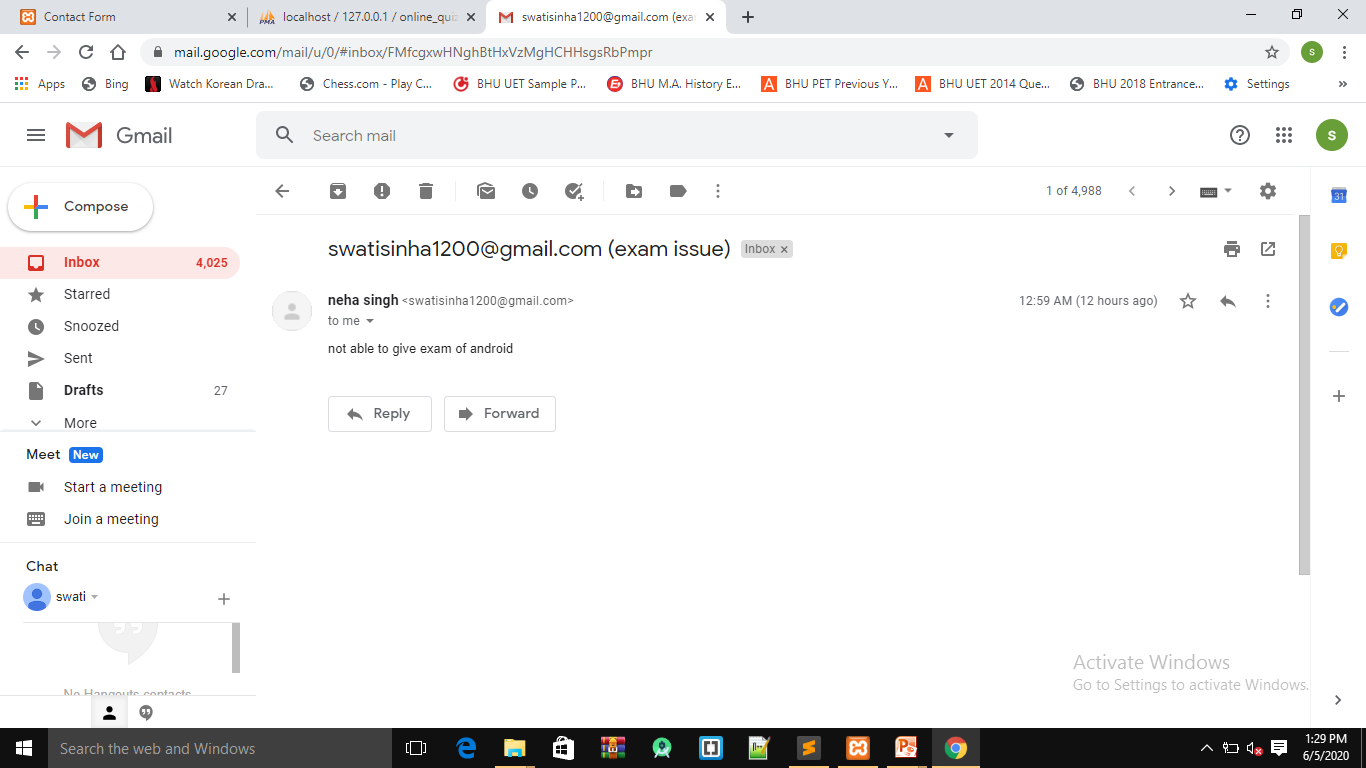 Contact Form
localhost / 127.0.0.1 / online_quiz
swatisinha1200@gmail.com (exa
mail.google.com/mail/u/0/#inbox/FMfcgxwHNghBtHxVzMgHCHHsgsRbPmpr
S
Apps
Bing
Watch Korean Dra...
Chess.com - Play C...
BHU UET Sample P...
BHU M.A. History E...
BHU PET Previous Y...
BHU UET 2014 Que...
BHU 2018 Entrance...
Settings
»
Gmail
Search mail
S
Compose
1 of 4,988
31
Inbox 4,025
Starred
Snoozed
Sent
Drafts 27
More
swatisinha1200@gmail.com (exam issue) Inbox x
neha singh <swatisinha1200@gmail.com> 12:59 AM (12 hours ago)
to me
not able to give exam of android
Reply Forward
Meet New
Start a meeting
Join a meeting
Chat
swati
No Hangouts contacts
Activate Windows
Go to Settings to activate Windows.
Search the web and Windows
1:29 PM
6/5/2020